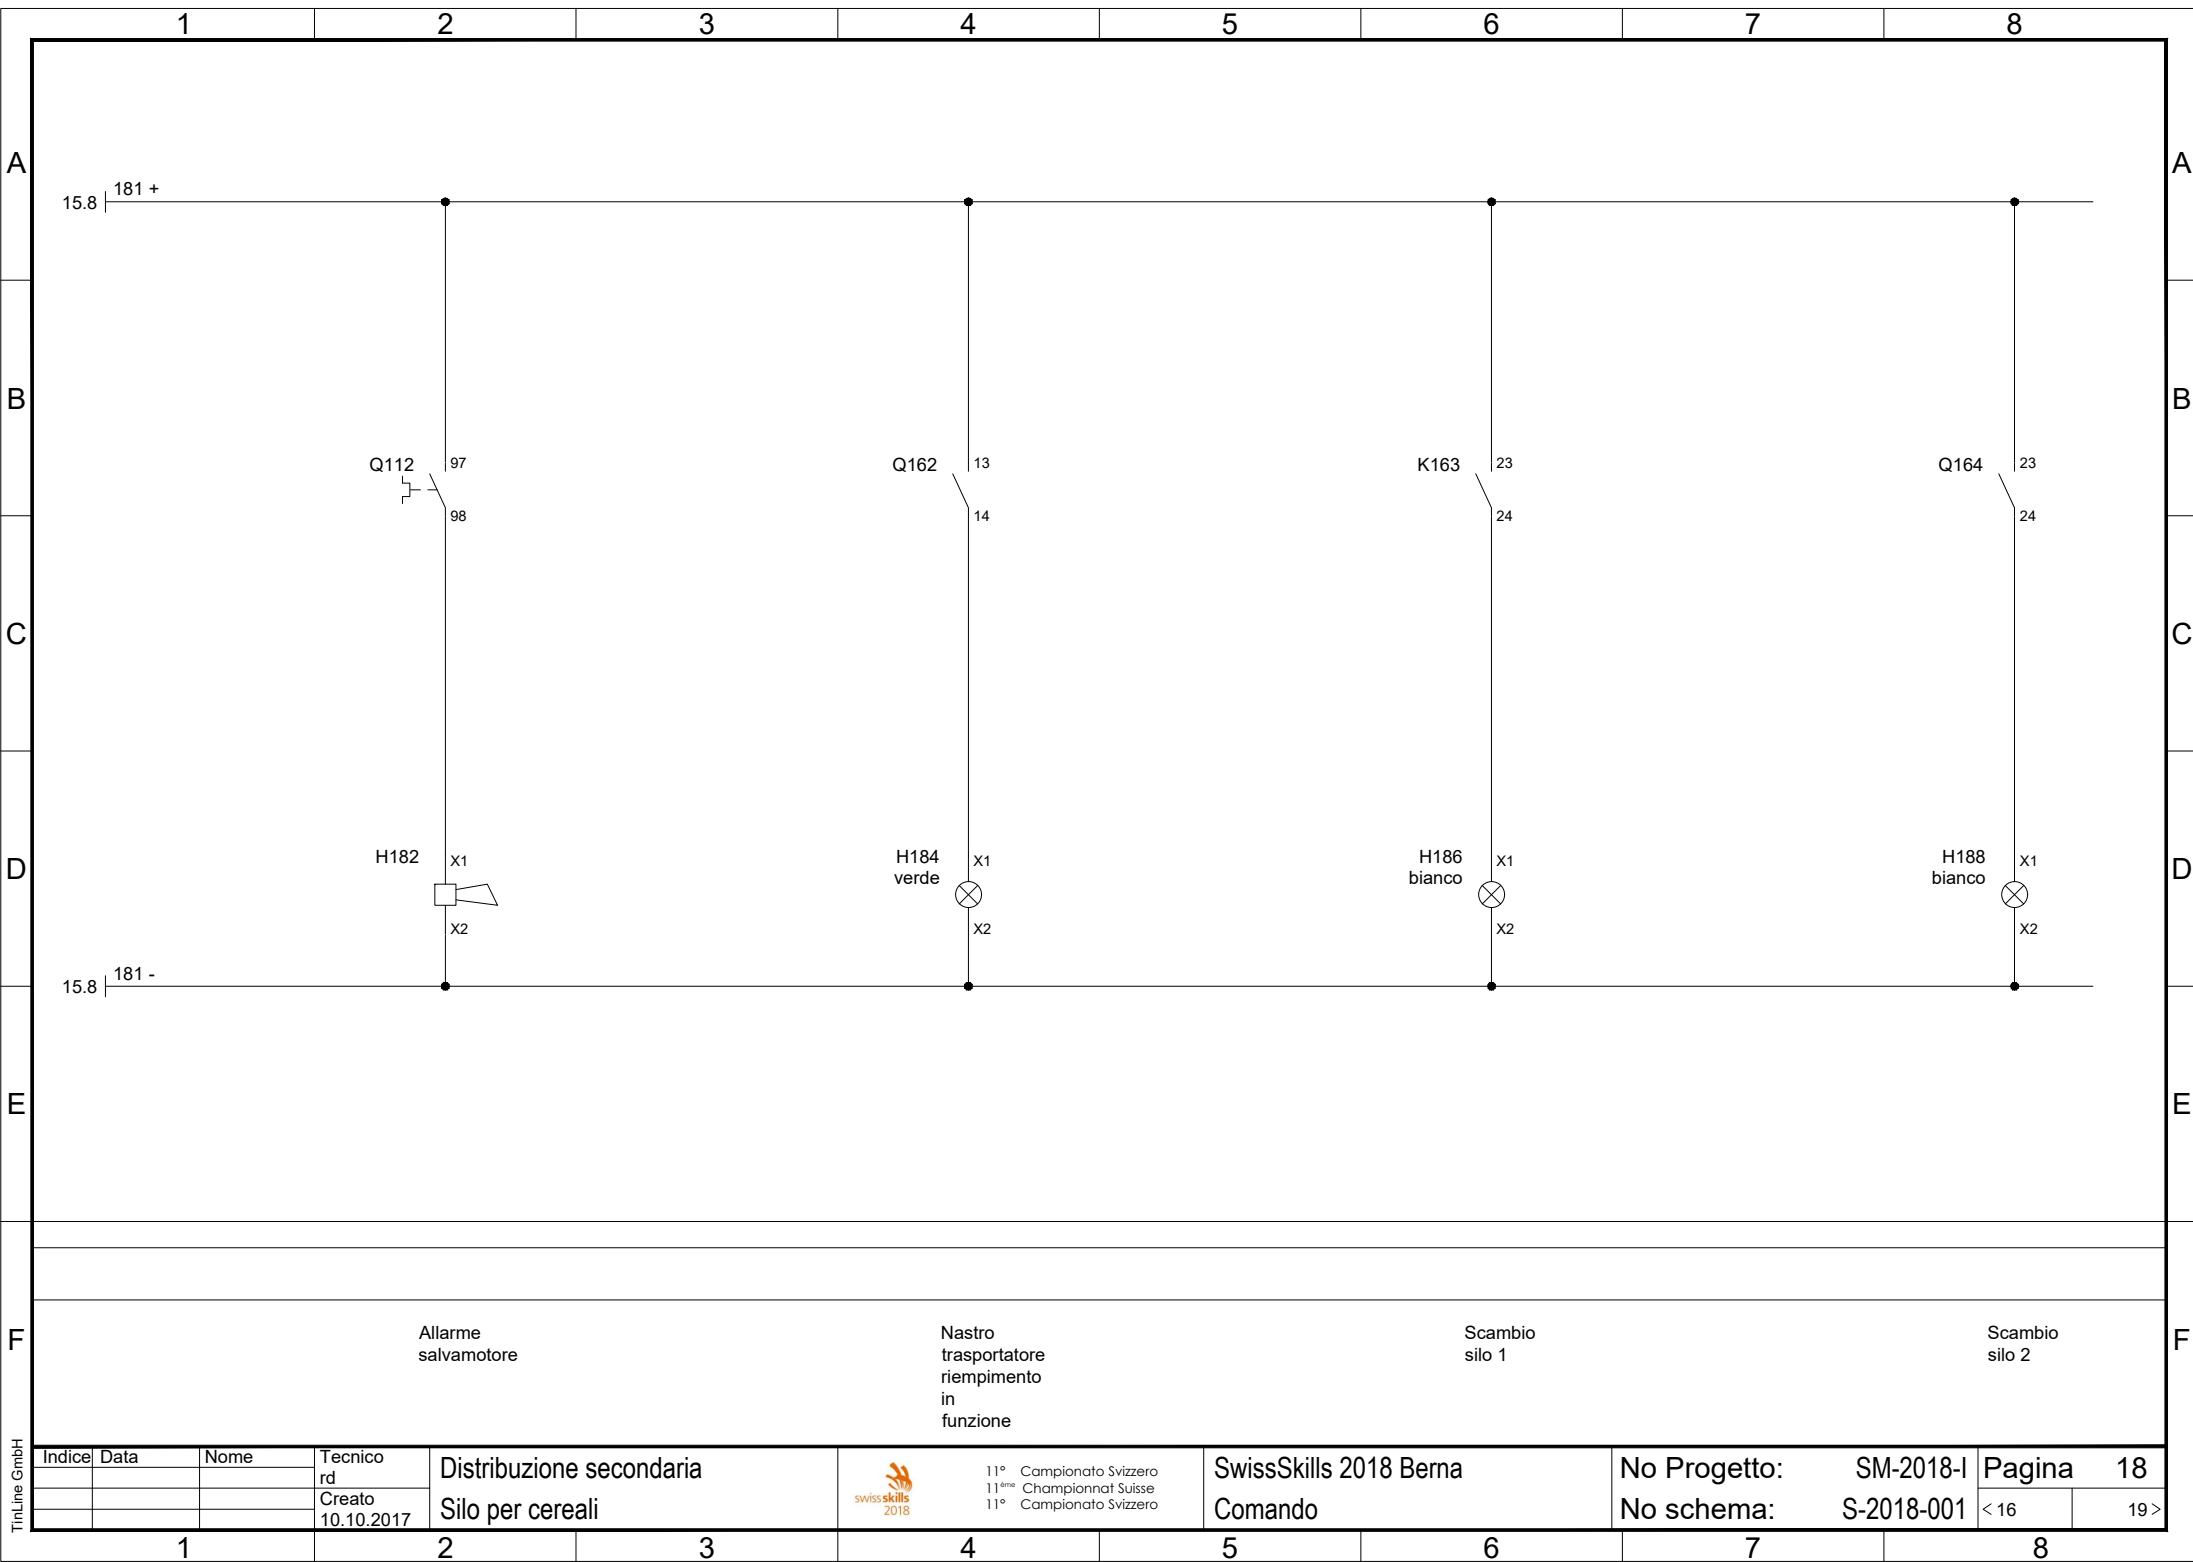 1 2 3 4 5 6 7 8
A A
181 +
15.8
B B
Q112 97
98
Q162 13
14
K163 23
24
Q164 23
24
C C
D D
H182 X1
X2
H184 X1
verde
X2
H186 X1
bianco
X2
H188 X1
bianco
X2
181 -
15.8
E E
F F
Allarme
salvamotore
Nastro
trasportatore
riempimento
in
funzione
Scambio
silo 1
Scambio
silo 2
TinLine GmbH
Indice Data Nome
Tecnico
rd
Creato
10.10.2017
Distribuzione secondaria
Silo per cereali
swiss skills
2018
11° Campionato Svizzero
11ème Championnat Suisse
11° Campionato Svizzero
SwissSkills 2018 Berna
Comando
No Progetto: SM-2018-I
No schema: S-2018-001
Pagina 18
< 16 19 >
1 2 3 4 5 6 7 8